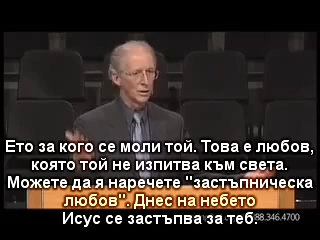 Ето за кого се моли той. Това е любов,
която той не изпитва към света.
Можете да я наречете "застъпническа
любов". Днес на небето
Исус се застъпва за теб.
88.346.4700